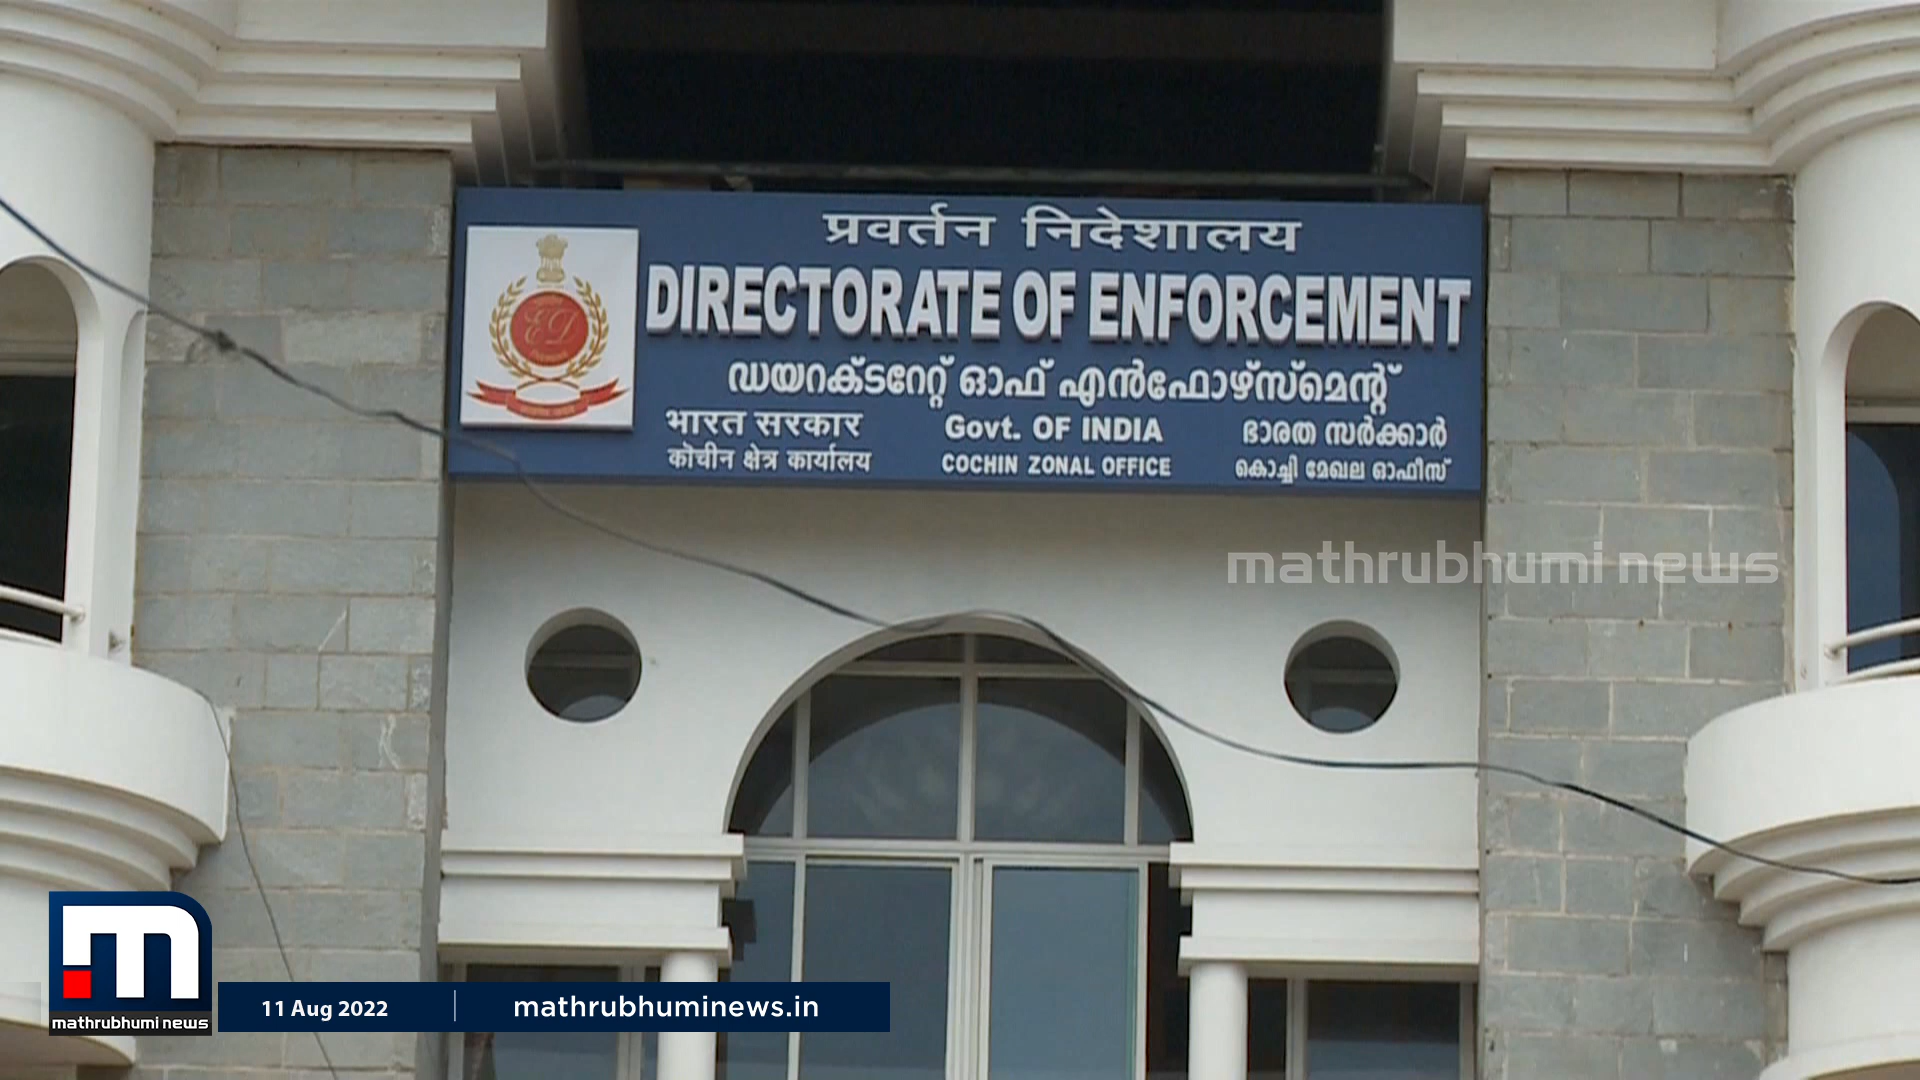 प्रवर्तन निदेशालय
DIRECTORATE OF ENFORCEMENT
ഡയറക്ടറേറ്റ് ഓഫ് എൻഫോഴ്സ്മെന്റ്
भारत सरकार Govt. OF INDIA ഭാരത സർക്കാർ
कोचीन क्षेत्र कार्यालय COCHIN ZONAL OFFICE കൊച്ചി മേഖല ഓഫീസ്
ED
mathrubhumi news
m
mathrubhumi news
11 Aug 2022 mathrubhuminews.in